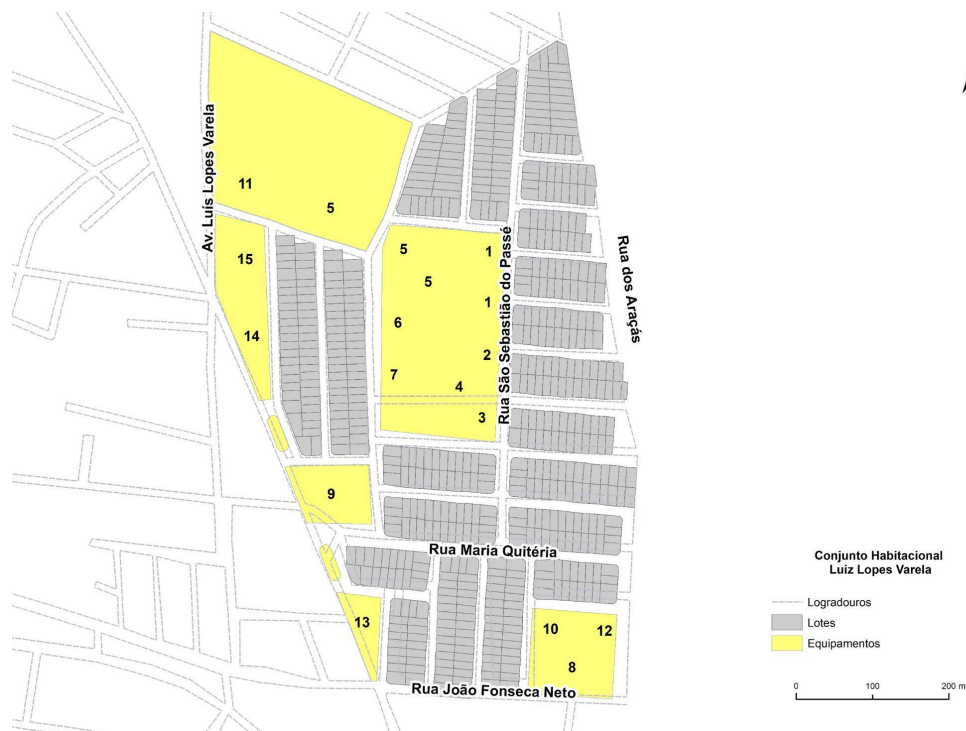 Av. Luís Lopes Varela
11
5
15
14
5
1
5
1
6
2
7
4
3
Rua São Sebastião do Passé
Rua dos Araçás
9
Rua Maria Quitéria
13
10
12
8
Rua João Fonseca Neto
Conjunto Habitacional
Luiz Lopes Varela
Logradouros
Lotes
Equipamentos
0 100 200 m